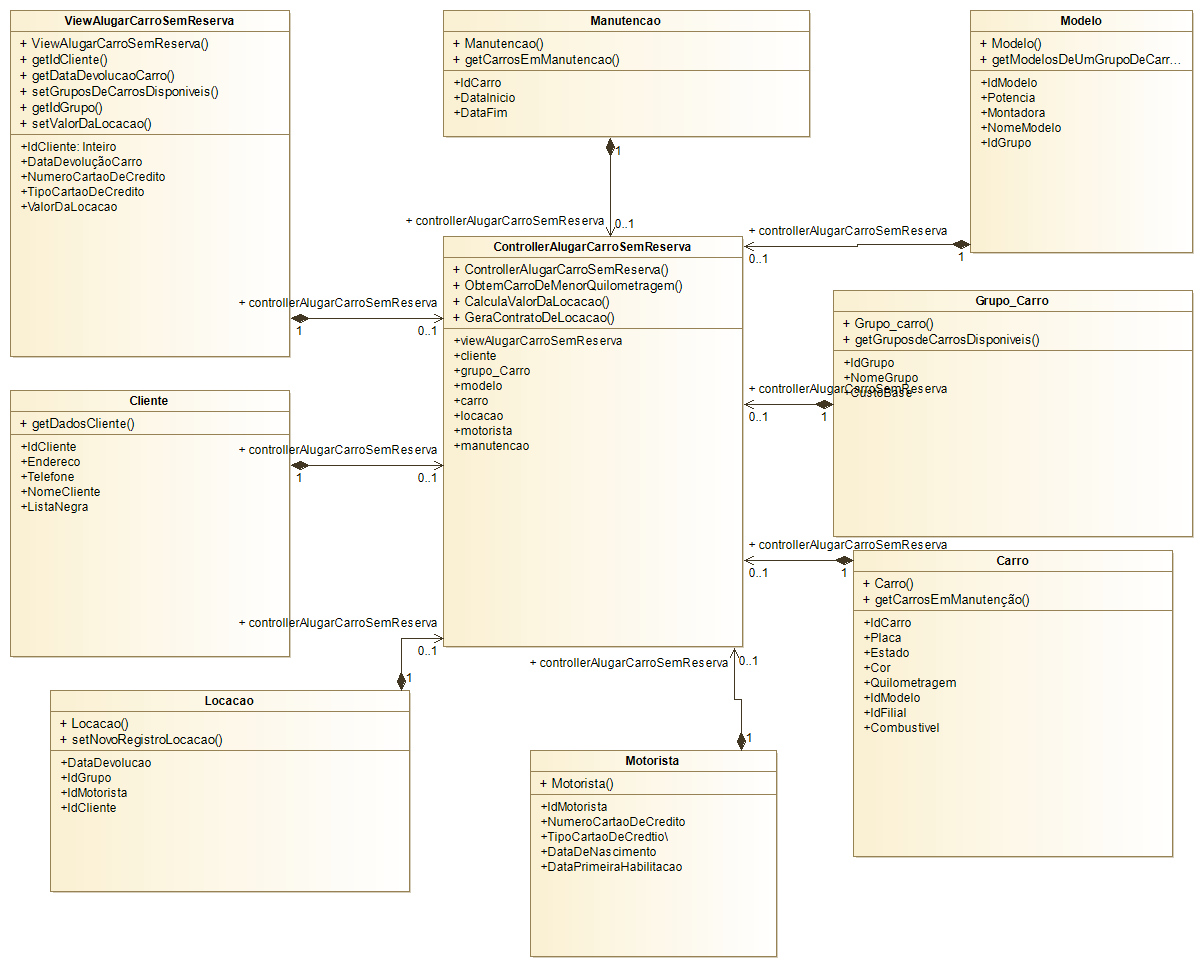 ViewAlugarCarroSemReserva
+ ViewAlugarCarroSemReserva()
+ getIdCliente()
+ getDataDevolucaoCarro()
+ setGruposDeCarrosDisponiveis()
+ getIdGrupo()
+ setValorDaLocacao()
+IdCliente: Inteiro
+DataDevoluçãoCarro
+NumeroCartaoDeCredito
+TipoCartaoDeCredito
+ValorDaLocacao
Manutencao
+ Manutencao()
+ getCarrosEmManutencao()
+IdCarro
+DataInicio
+DataFim
Modelo
+ Modelo()
+ getModelosDeUmGrupoDeCarr...
+IdModelo
+Potencia
+Montadora
+NomeModelo
+IdGrupo
1
+ controllerAlugarCarroSemReserva
0..1
+ controllerAlugarCarroSemReserva
0..1
1
ControllerAlugarCarroSemReserva
+ ControllerAlugarCarroSemReserva()
+ ObtemCarroDeMenorQuilometragem()
+ CalculaValorDaLocacao()
+ GeraContratoDeLocacao()
+viewAlugarCarroSemReserva
+cliente
+grupo_Carro
+modelo
+carro
+locacao
+motorista
+manutencao
+ controllerAlugarCarroSemReserva
1
0..1
Grupo_Carro
+ Grupo_carro()
+ getGruposdeCarrosDisponiveis()
+IdGrupo
+NomeGrupo
+CustoBase
+ controllerAlugarCarroSemReserva
0..1
1
Cliente
+ getDadosCliente()
+IdCliente
+Endereco
+Telefone
+NomeCliente
+ListaNegra
+ controllerAlugarCarroSemReserva
1
0..1
+ controllerAlugarCarroSemReserva
0..1
1
Carro
+ Carro()
+ getCarrosEmManutenção()
+IdCarro
+Placa
+Estado
+Cor
+Quilometragem
+IdModelo
+IdFilial
+Combustivel
+ controllerAlugarCarroSemReserva
0..1
1
+ controllerAlugarCarroSemReserva
0..1
1
Locacao
+ Locacao()
+ setNovoRegistroLocacao()
+DataDevolucao
+IdGrupo
+IdMotorista
+IdCliente
Motorista
+ Motorista()
+IdMotorista
+NumeroCartaoDeCredito
+TipoCartaoDeCredtio\
+DataDeNascimento
+DataPrimeiraHabilitacao